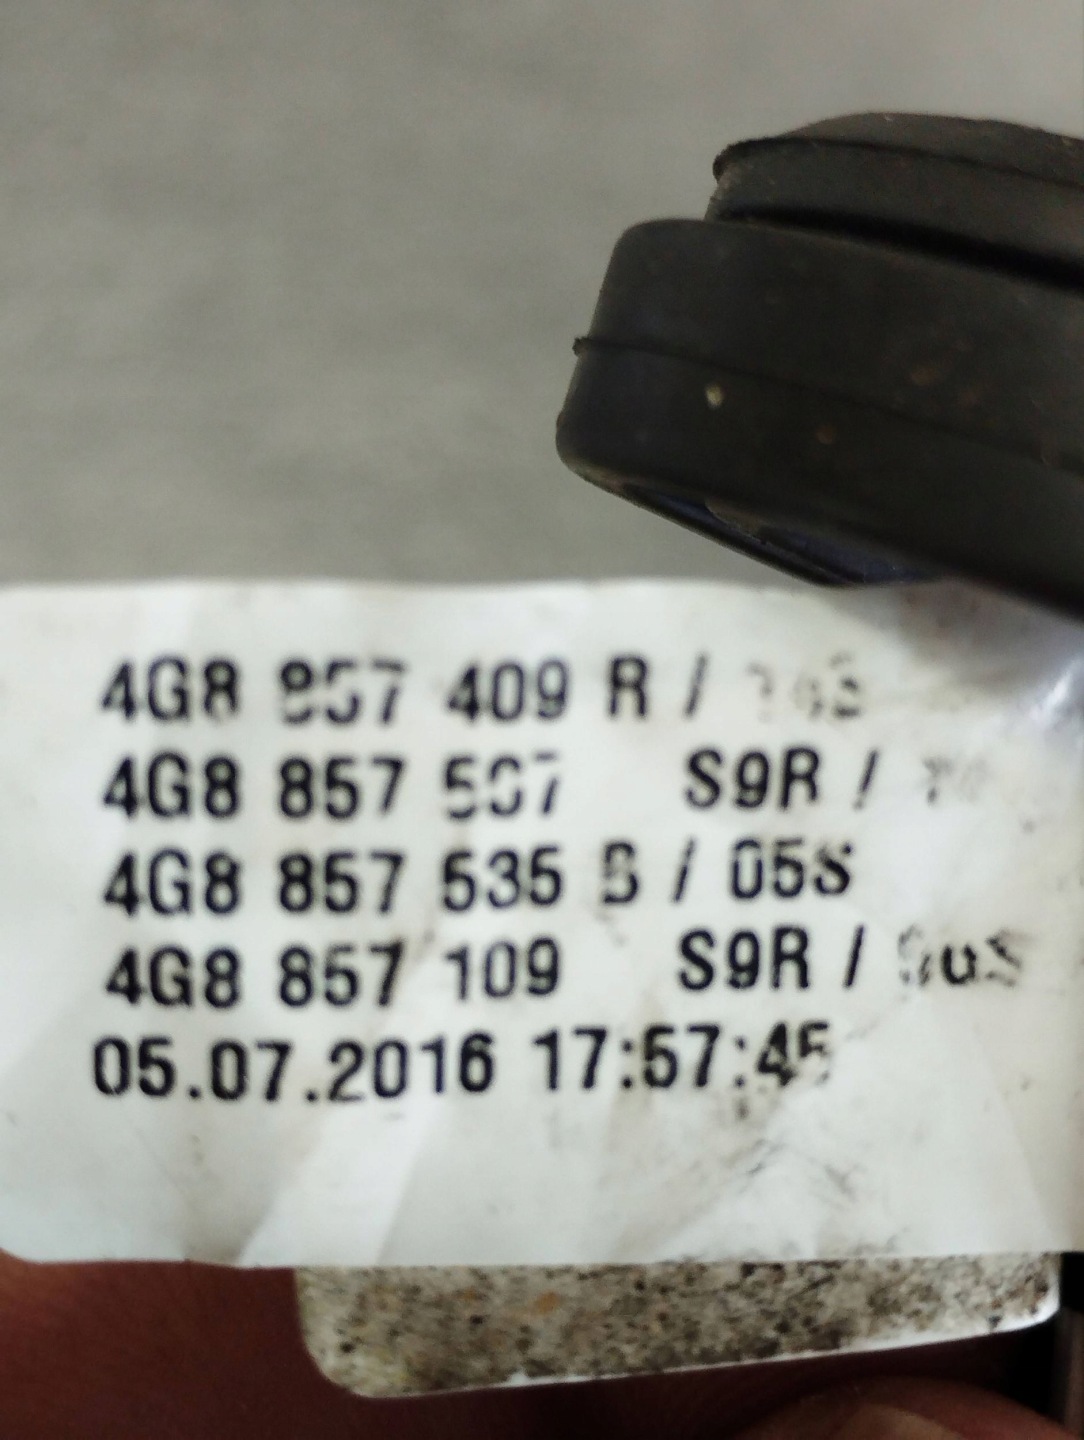 4G8 857 409 R /
4G8 857 507 S9R /
4G8 857 535 B / 05S
4G8 857 109 S9R /
05.07.2016 17:57:45